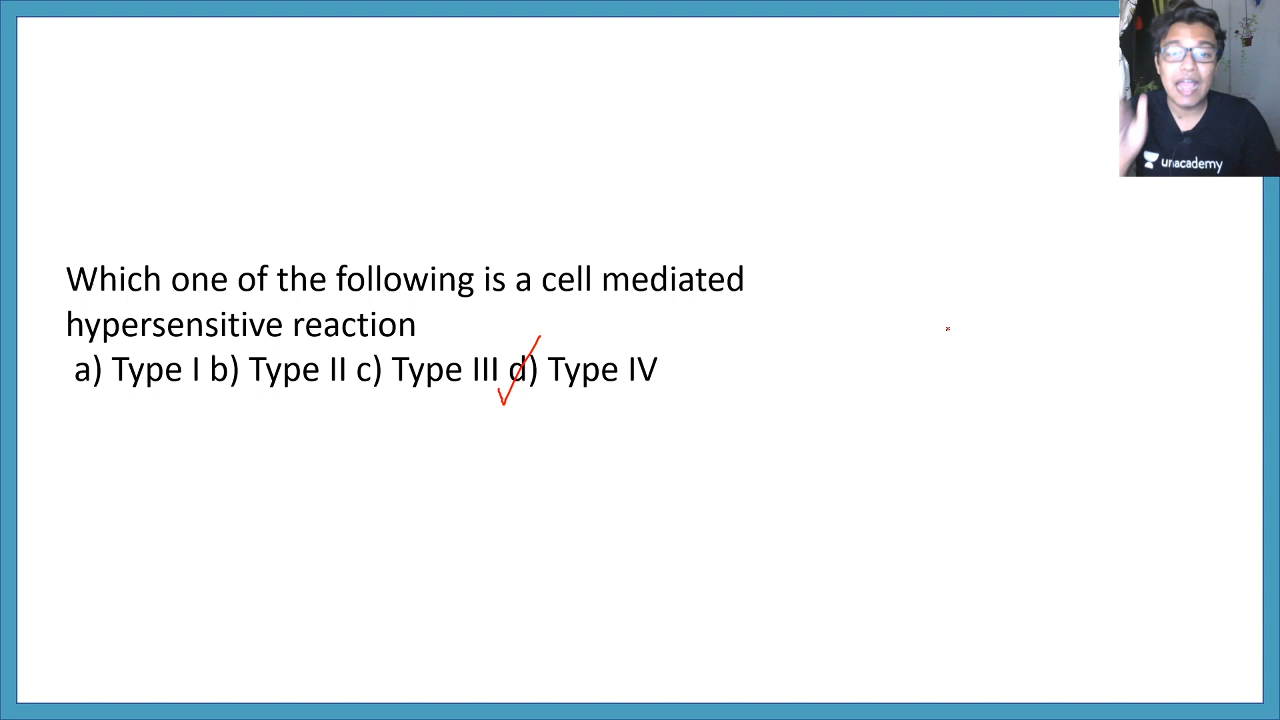 unacademy
Which one of the following is a cell mediated
hypersensitive reaction
a) Type I b) Type II c) Type III d) Type IV